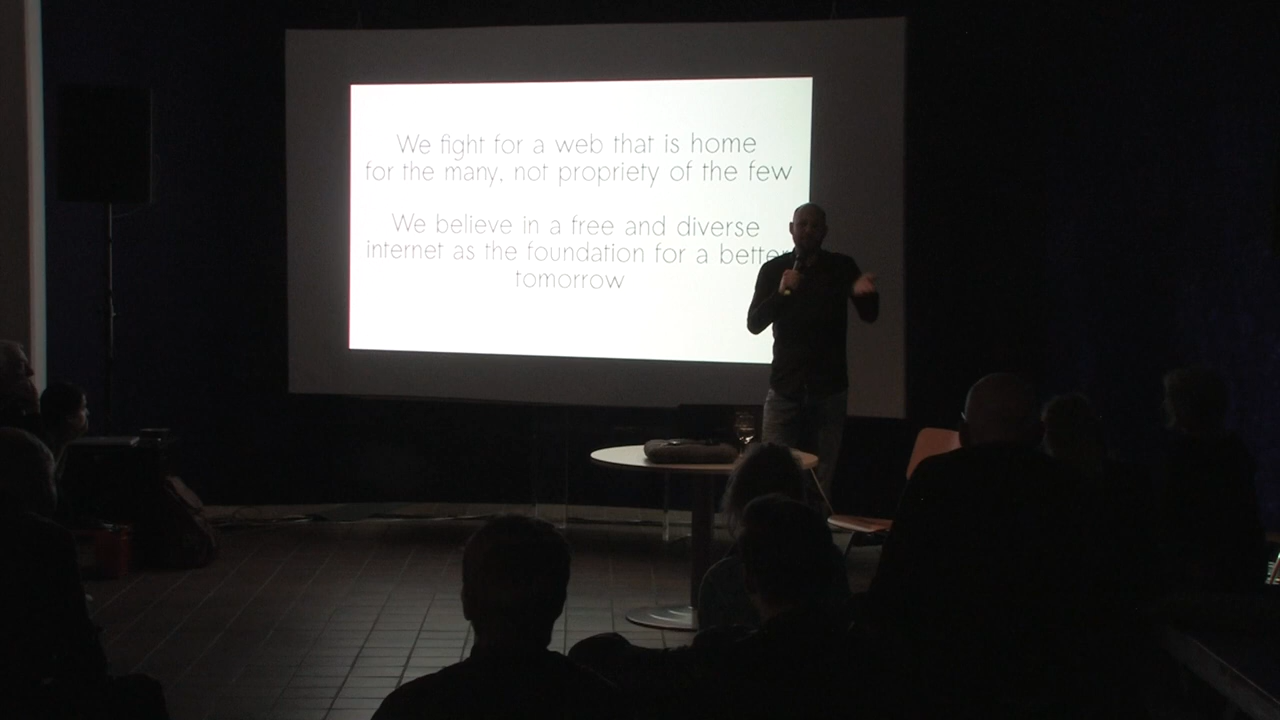 We fight for a web that is home
for the many, not propriety of the few
We believe in a free and diverse
internet as the foundation for a better
tomorrow